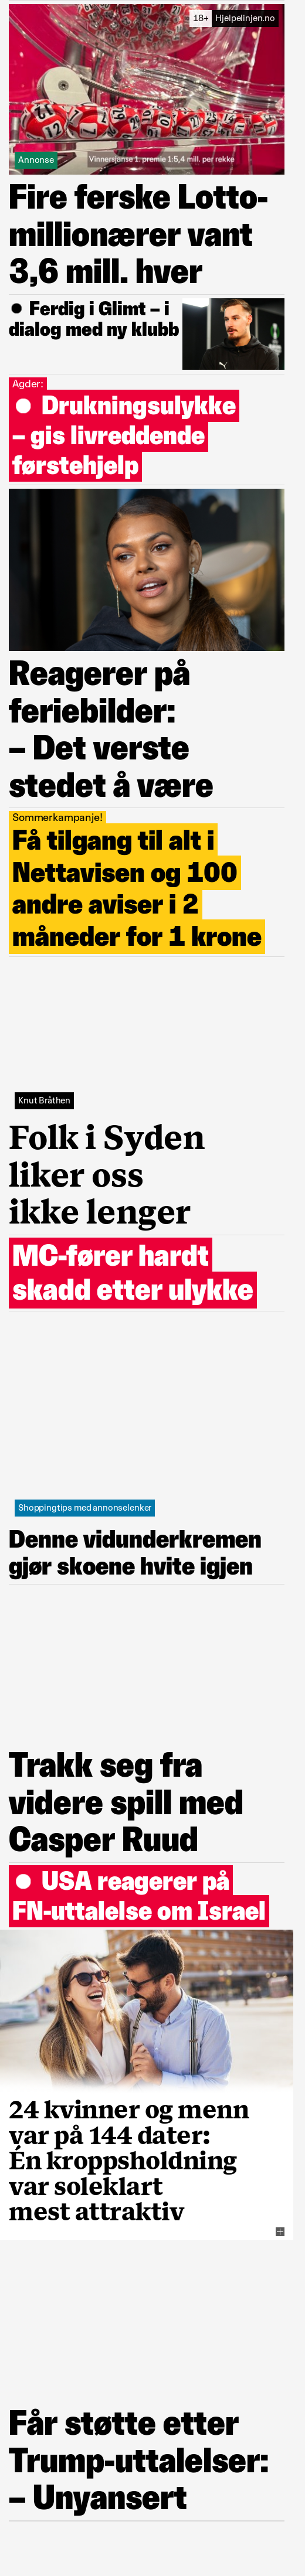 18+ Hjelpelinjen.no
Annonse
Vinnersjanse 1. premie 1:5,4 mill. per rekke
Fire ferske Lotto-
millionærer vant
3,6 mill. hver
Ferdig i Glimt – i
dialog med ny klubb
Agder:
Drukningsulykke
– gis livreddende
førstehjelp
Reagerer på
feriebilder:
– Det verste
stedet å være
Sommerkampanje!
Få tilgang til alt i
Nettavisen og 100
andre aviser i 2
måneder for 1 krone
Knut Bråthen
Folk i Syden
liker oss
ikke lenger
MC-fører hardt
skadd etter ulykke
Shoppingtips med annonselenker
Denne vidunderkremen
gjør skoene hvite igjen
Trakk seg fra
videre spill med
Casper Ruud
USA reagerer på
FN-uttalelse om Israel
24 kvinner og menn
var på 144 dater:
Én kroppsholdning
var soleklart
mest attraktiv
Får støtte etter
Trump-uttalelser:
– Unyansert